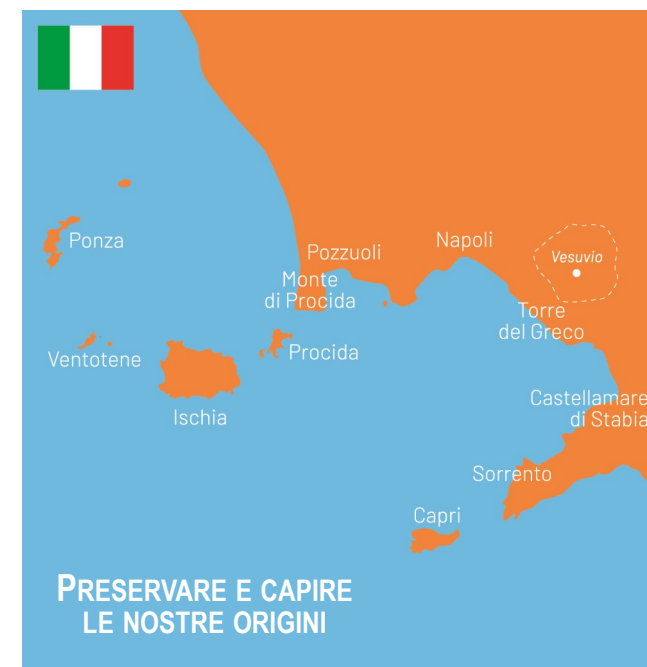 Ponza
Pozzuoli
Napoli
Vesuvio
Monte
di Procida
Torre
del Greco
Ventotene
Procida
Ischia
Castellamare
di Stabia
Sorrento
Capri
PRESERVARE E CAPIRE
LE NOSTRE ORIGINI